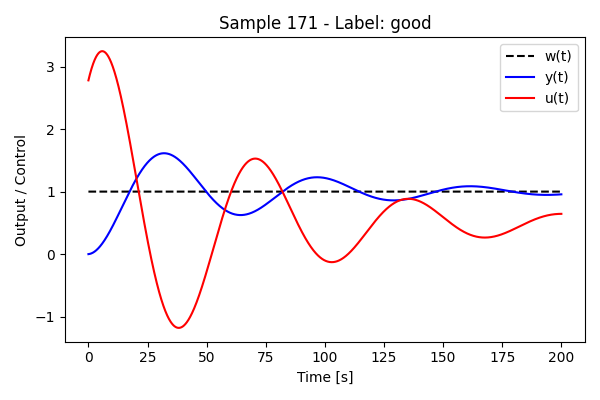 Sample 171 - Label: good
w(t)
y(t)
u(t)
Output / Control
3
2
1
0
−1
0 25 50 75 100 125 150 175 200
Time [s]